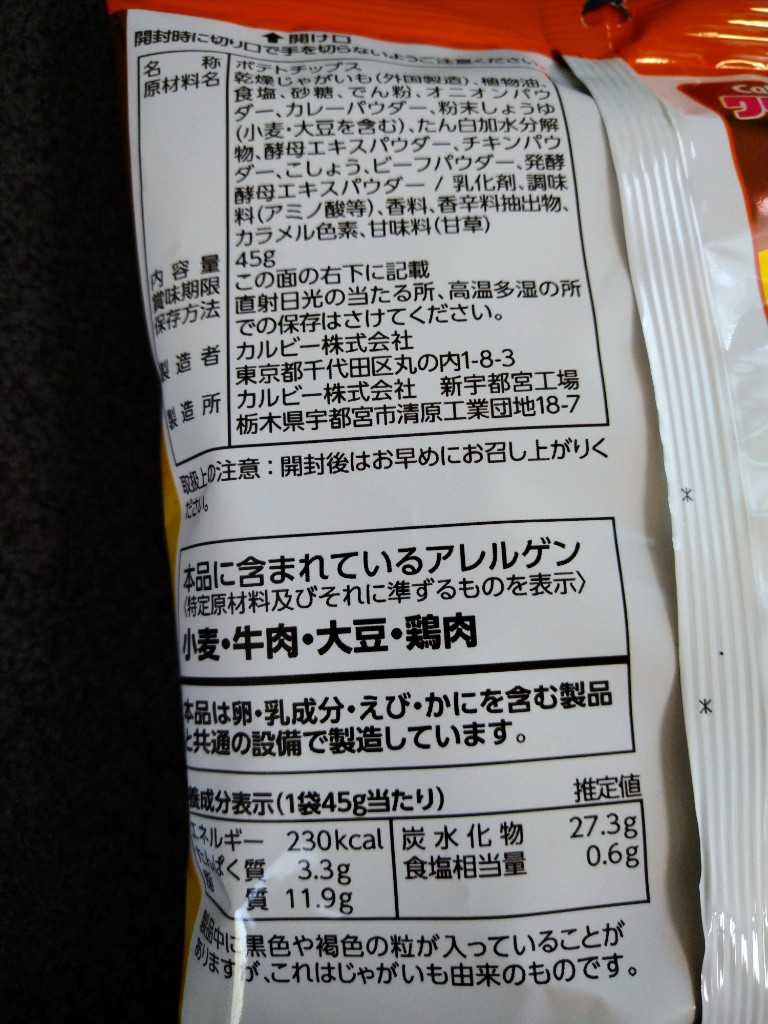 ⬆開け口
開封時に切り口で手を切らないようご注意ください
名称 ポテトチップス
原材料名 乾燥じゃがいも(外国製造)、植物油、
食塩、砂糖、でん粉、オニオンパウ
ダー、カレーパウダー、粉末しょうゆ
(小麦・大豆を含む)、たん白加水分解
物、酵母エキスパウダー、チキンパウ
ダー、こしょう、ビーフパウダー、発酵
酵母エキスパウダー / 乳化剤、調味
料(アミノ酸等)、香料、香辛料抽出物、
カラメル色素、甘味料(甘草)
内容量 45g
賞味期限 この面の右下に記載
保存方法 直射日光の当たる所、高温多湿の所
での保存はさけてください。
製造者 カルビー株式会社
東京都千代田区丸の内1-8-3
製造所 カルビー株式会社 新宇都宮工場
栃木県宇都宮市清原工業団地18-7
取扱上の注意:開封後はお早めにお召し上がりく
ださい。
本品に含まれているアレルゲン
〈特定原材料及びそれに準ずるものを表示〉
小麦・牛肉・大豆・鶏肉
本品は卵・乳成分・えび・かにを含む製品
と共通の設備で製造しています。
養成分表示(1袋45g当たり) 推定値
エネルギー 230kcal 炭水化物 27.3g
たんぱく質 3.3g 食塩相当量 0.6g
脂質 11.9g
製品中に黒色や褐色の粒が入っていることが
ありますが、これはじゃがいも由来のものです。